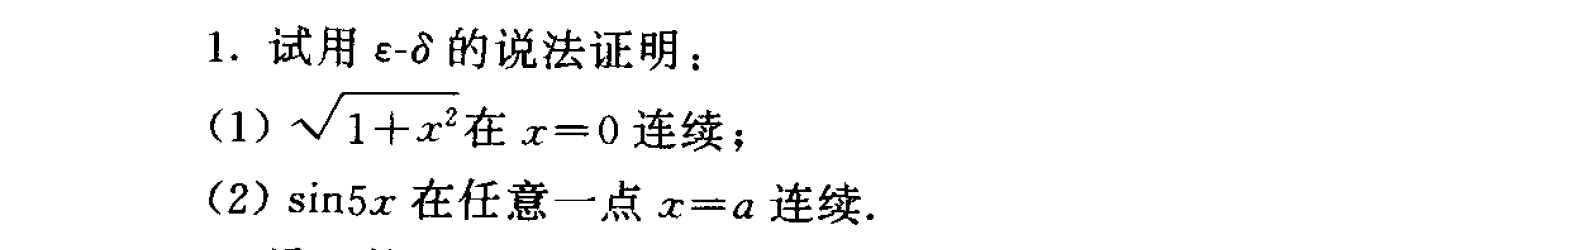 1. 试用 ε-δ 的说法证明：
(1) √1+x² 在 x=0 连续；
(2) sin5x 在任意一点 x=a 连续.